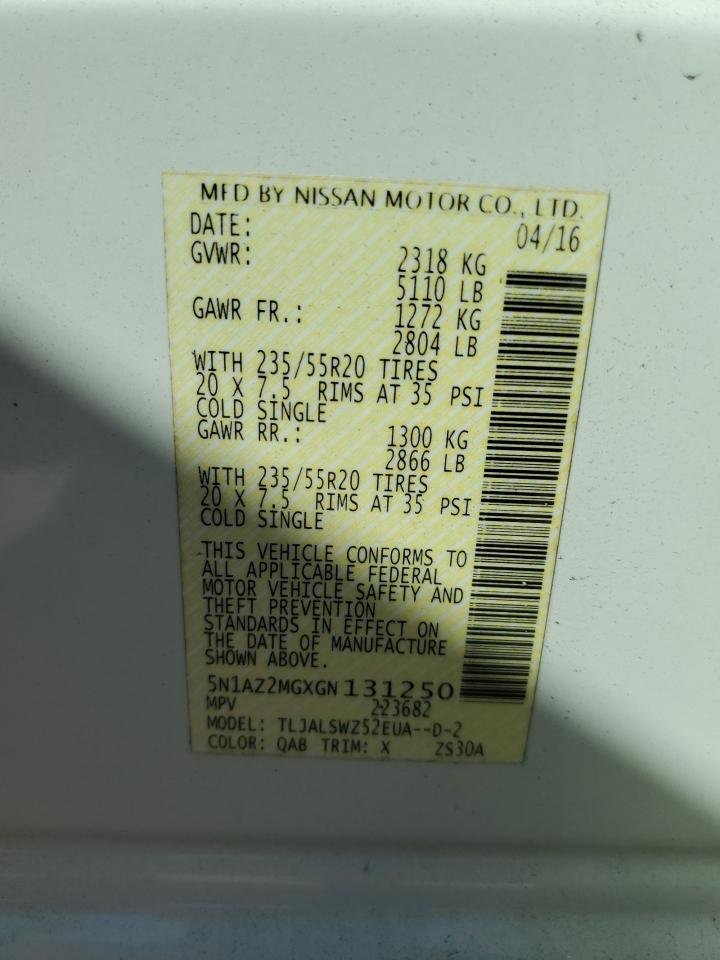 MFD BY NISSAN MOTOR CO., LTD.
DATE: 04/16
GVWR: 2318 KG
5110 LB
GAWR FR.: 1272 KG
2804 LB
WITH 235/55R20 TIRES
20 X 7.5 RIMS AT 35 PSI
COLD SINGLE
GAWR RR.: 1300 KG
2866 LB
WITH 235/55R20 TIRES
20 X 7.5 RIMS AT 35 PSI
COLD SINGLE
THIS VEHICLE CONFORMS TO
ALL APPLICABLE FEDERAL
MOTOR VEHICLE SAFETY AND
THEFT PREVENTION
STANDARDS IN EFFECT ON
THE DATE OF MANUFACTURE
SHOWN ABOVE.
5N1AZ2MGXGN 131250
MPV 223682
MODEL: TLJALSWZ52EUA--D-2
COLOR: QAB TRIM: X ZS30A